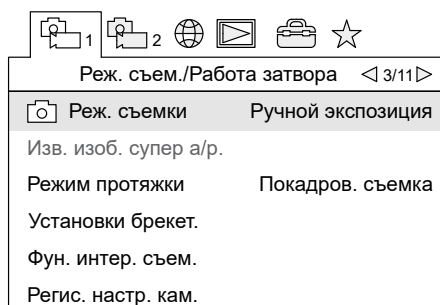 1 2
Реж. съем./Работа затвора 3/11
Реж. съемки Ручной экспозиция
Изв. изоб. супер а/р.
Режим протяжки Покадров. съемка
Установки брекет.
Фун. интер. съем.
Регис. настр. кам.